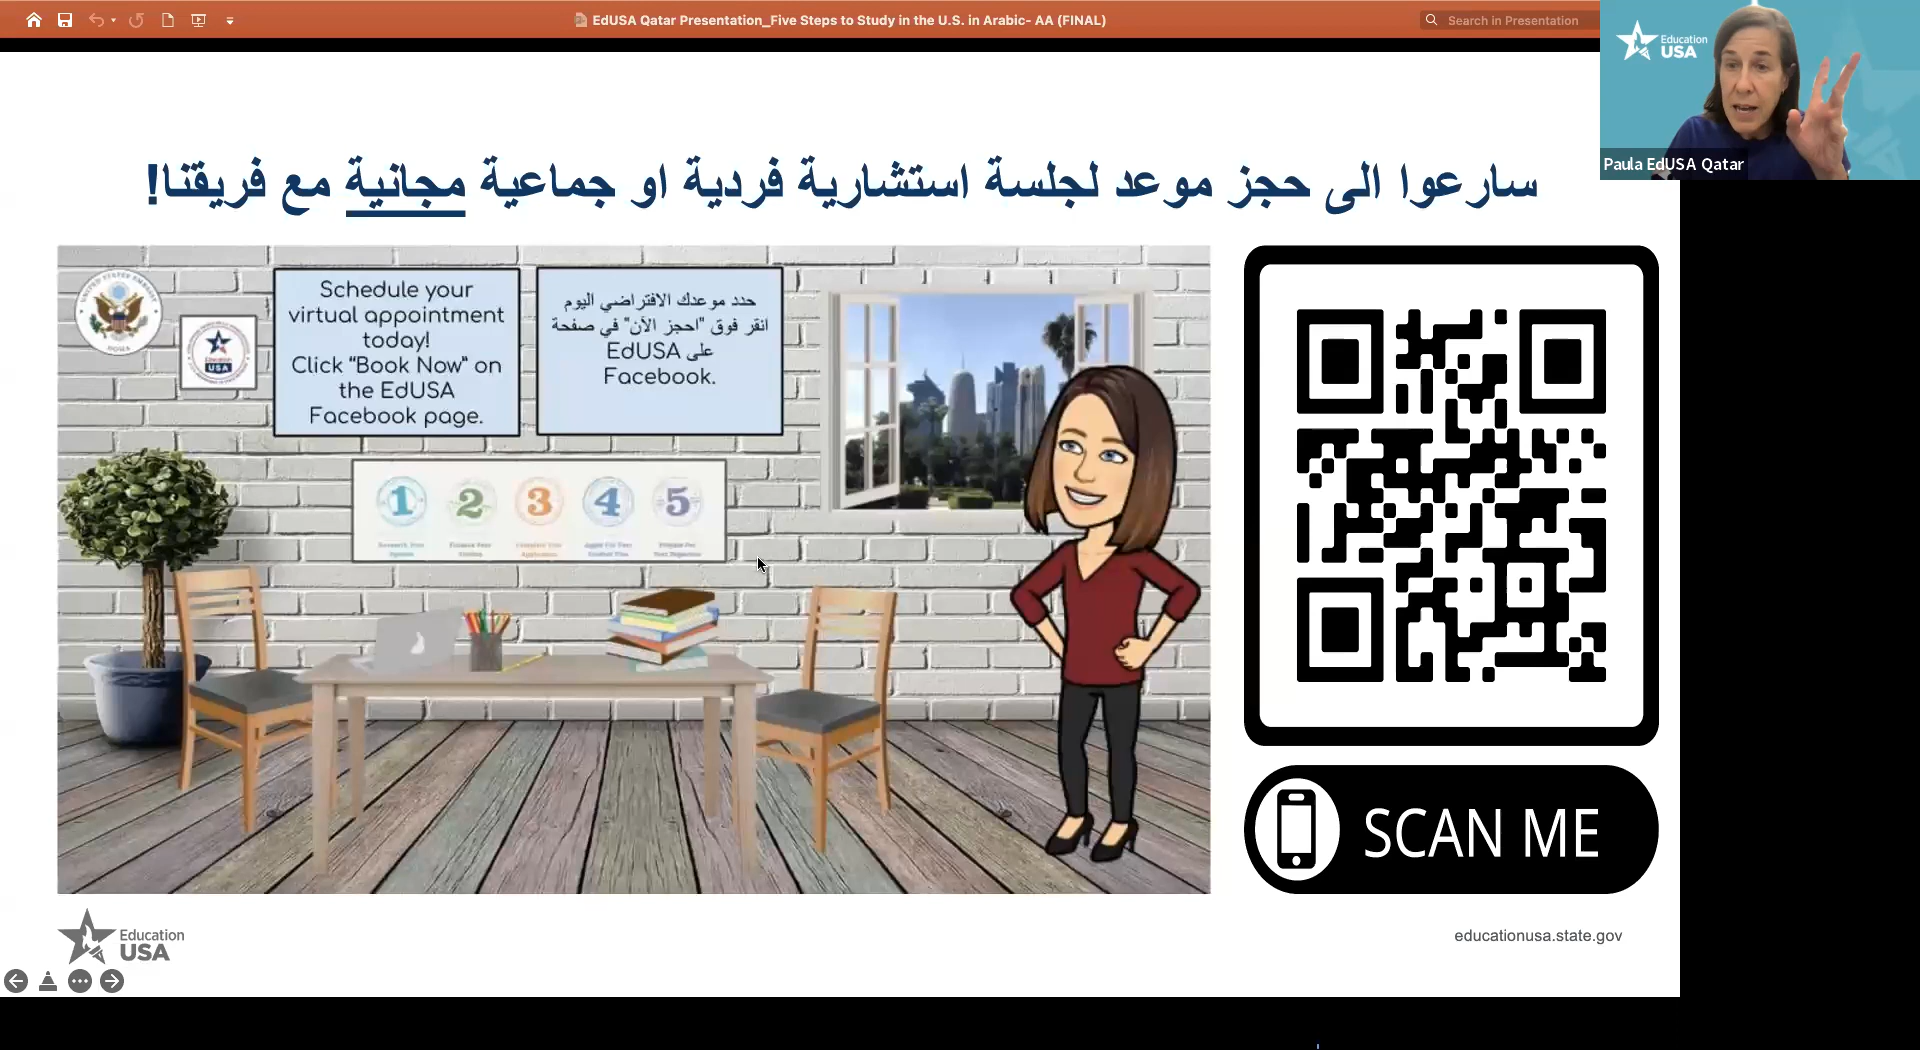 EdUSA Qatar Presentation_Five Steps to Study in the U.S. in Arabic- AA (FINAL)
Search in Presentation
Education
USA
Paula EdUSA Qatar
سارعوا الى حجز موعد لجلسة استشارية فردية او جماعية مجانية مع فريقنا!
Schedule your
virtual appointment
today!
Click “Book Now” on
the EdUSA
Facebook page.
حدد موعدك الافتراضي اليوم
انقر فوق "احجز الآن" في صفحة
EdUSA على
Facebook.
Education
USA
1 2 3 4 5
SCAN ME
Education
USA
educationusa.state.gov